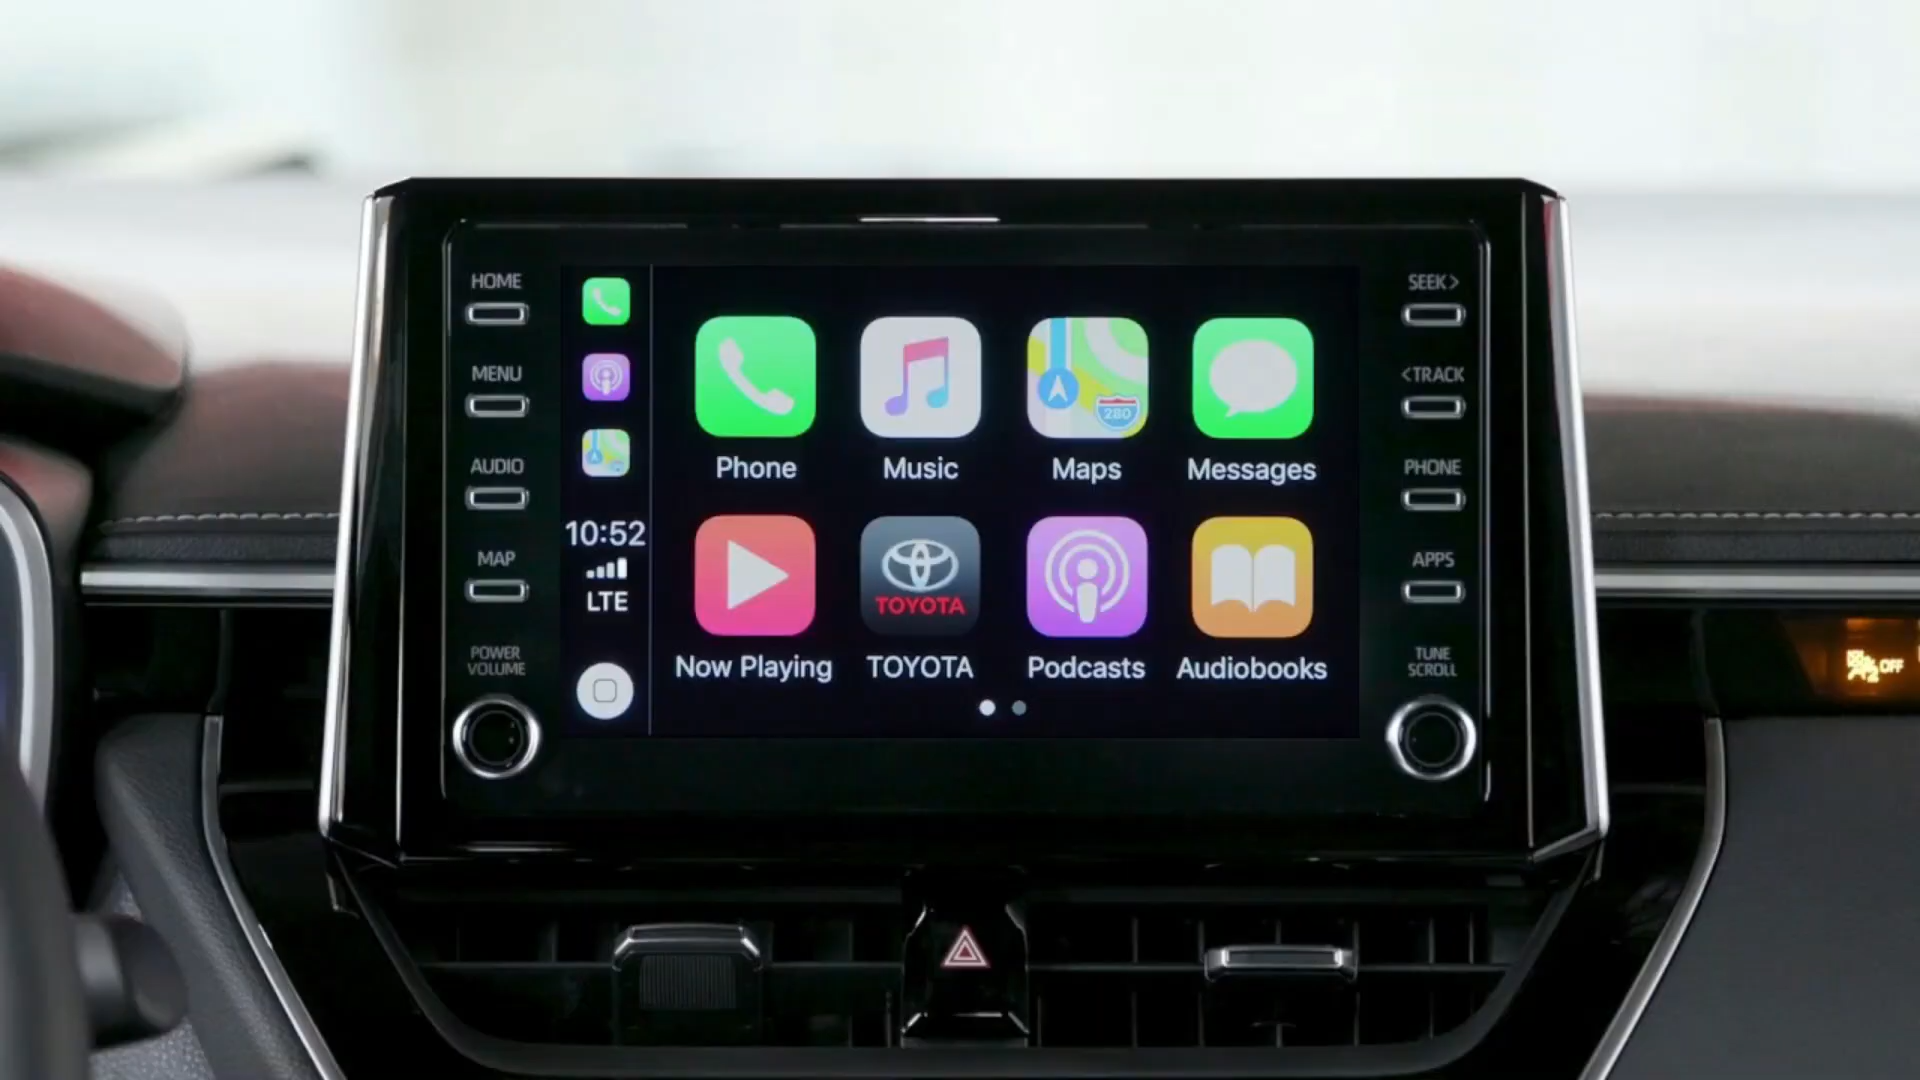 HOME
MENU
AUDIO
MAP
POWER
VOLUME
10:52
LTE
280
Phone
Music
Maps
Messages
TOYOTA
Now Playing
TOYOTA
Podcasts
Audiobooks
SEEK>
<TRACK
PHONE
APPS
TUNE
SCROLL
OFF